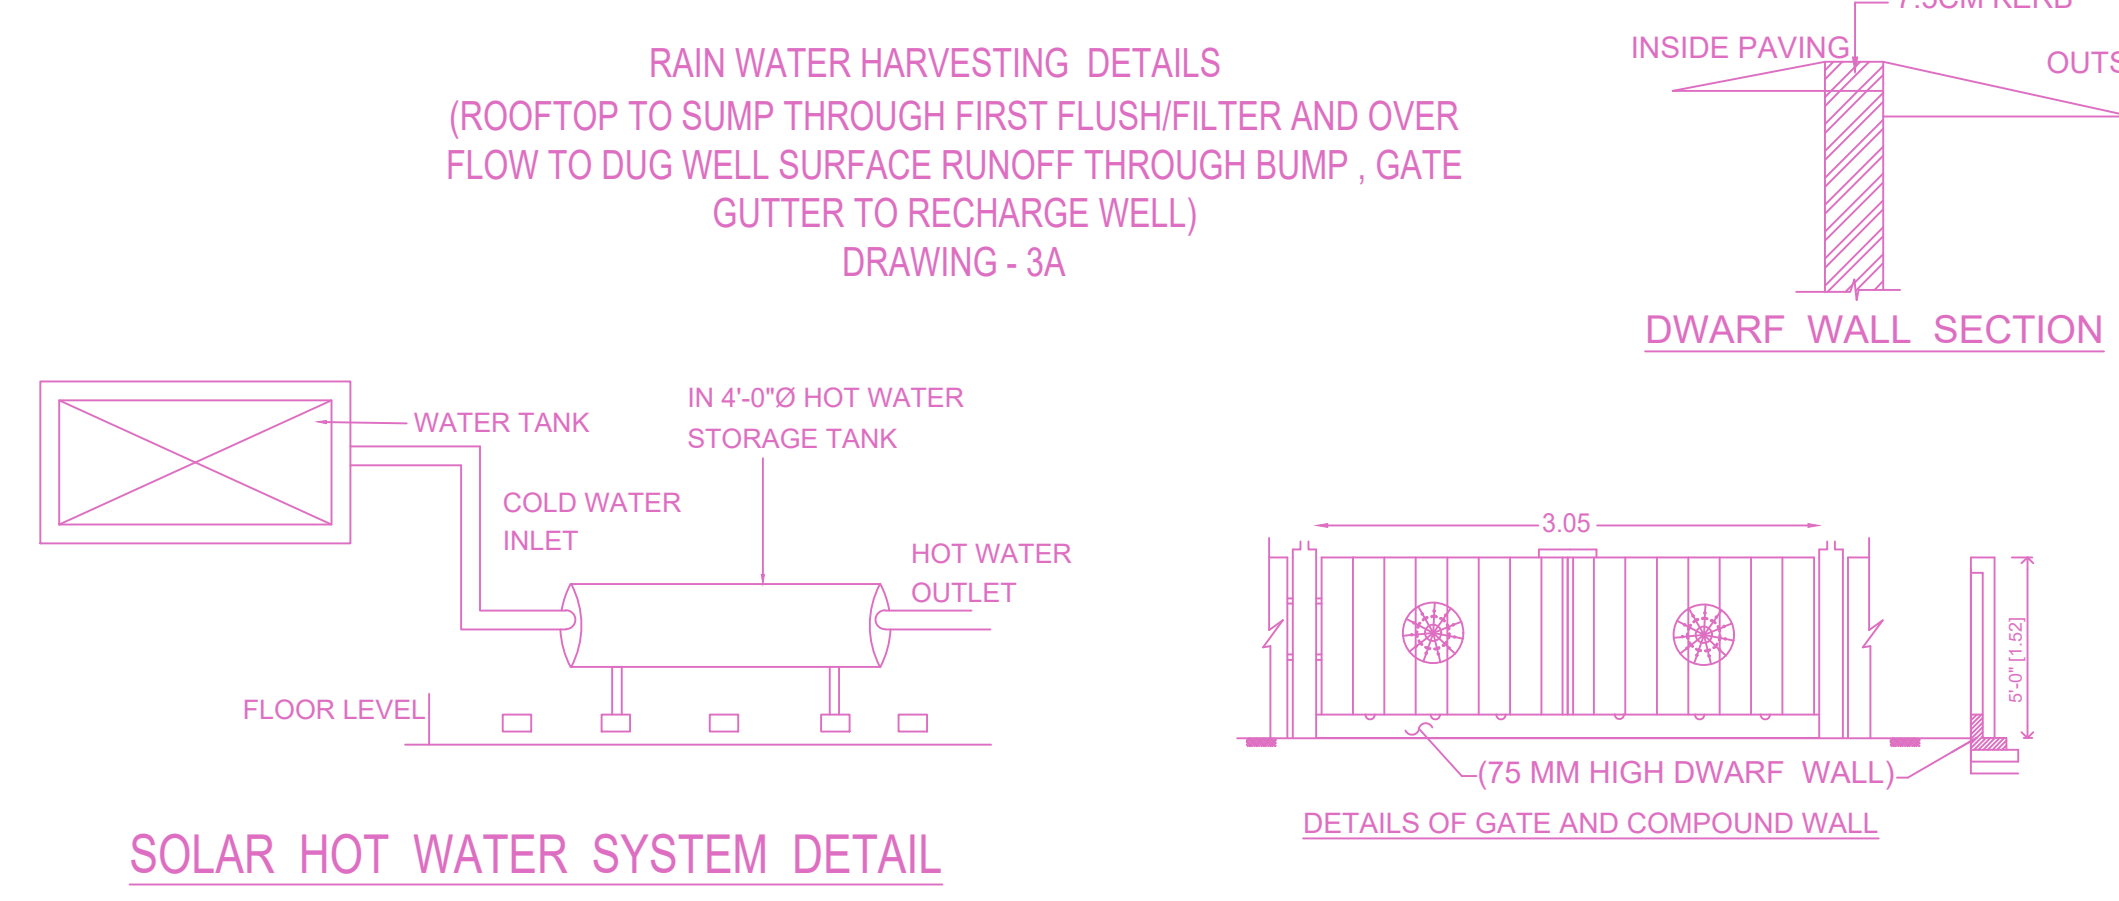 7.5CM KERB
INSIDE PAVING
RAIN WATER HARVESTING DETAILS
(ROOFTOP TO SUMP THROUGH FIRST FLUSH/FILTER AND OVER
FLOW TO DUG WELL SURFACE RUNOFF THROUGH BUMP , GATE
GUTTER TO RECHARGE WELL)
DRAWING - 3A
DWARF WALL SECTION
WATER TANK
IN 4'-0"Ø HOT WATER
STORAGE TANK
COLD WATER
INLET
HOT WATER
OUTLET
FLOOR LEVEL
SOLAR HOT WATER SYSTEM DETAIL
3.05
5'-0" [1.52]
(75 MM HIGH DWARF WALL)
DETAILS OF GATE AND COMPOUND WALL